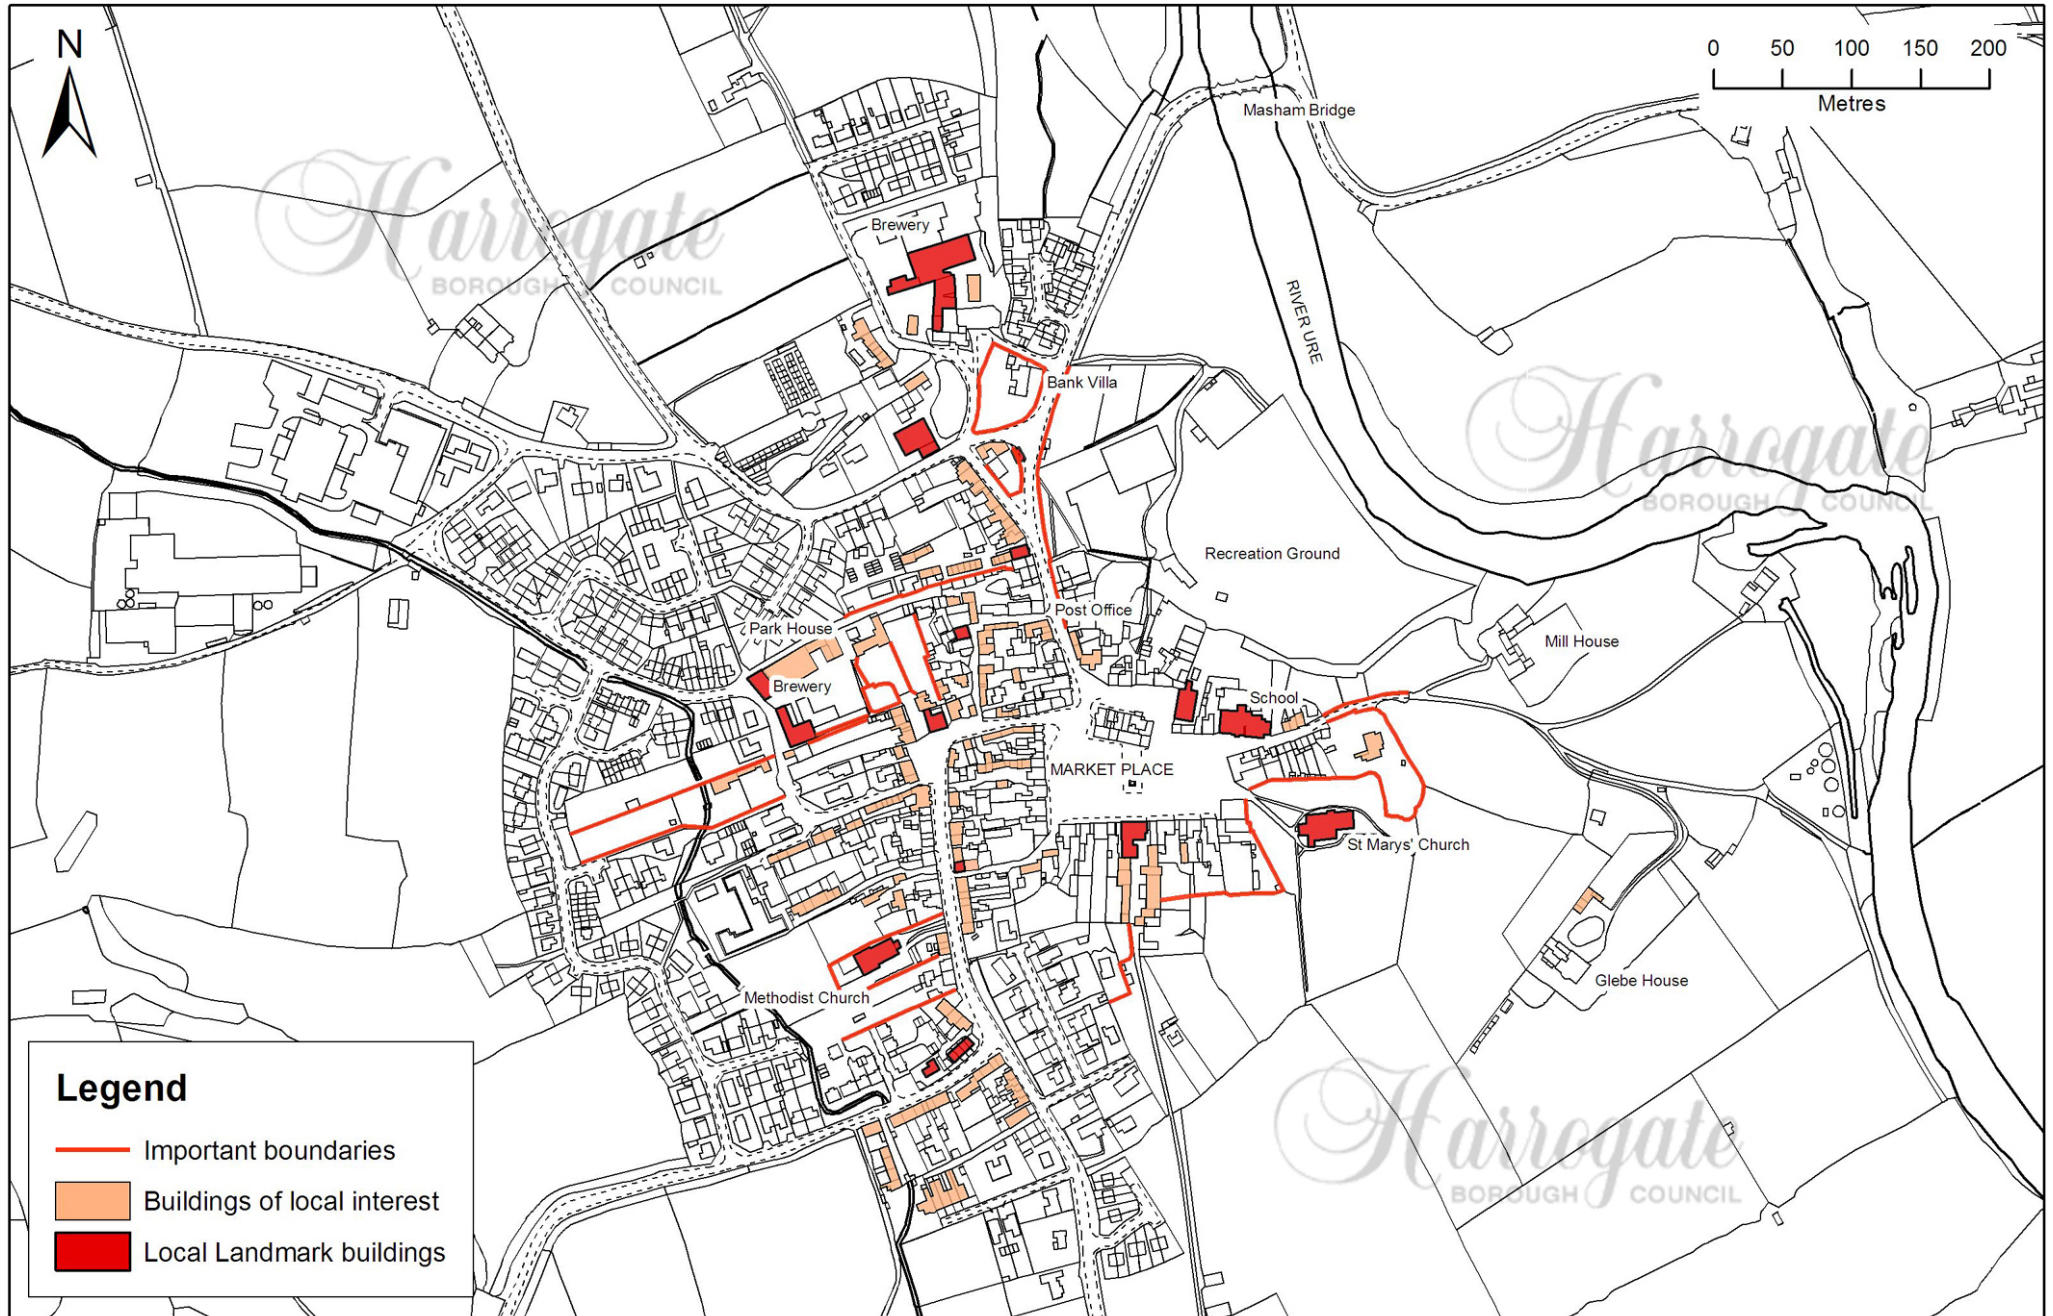 N
0 50 100 150 200
Metres
Masham Bridge
Harrogate
BOROUGH COUNCIL
Brewery
RIVER URE
Bank Villa
Harrogate
BOROUGH COUNCIL
Recreation Ground
Post Office
Park House
Mill House
Brewery
School
MARKET PLACE
St Marys' Church
Glebe House
Methodist Church
Harrogate
BOROUGH COUNCIL
Legend
Important boundaries
Buildings of local interest
Local Landmark buildings